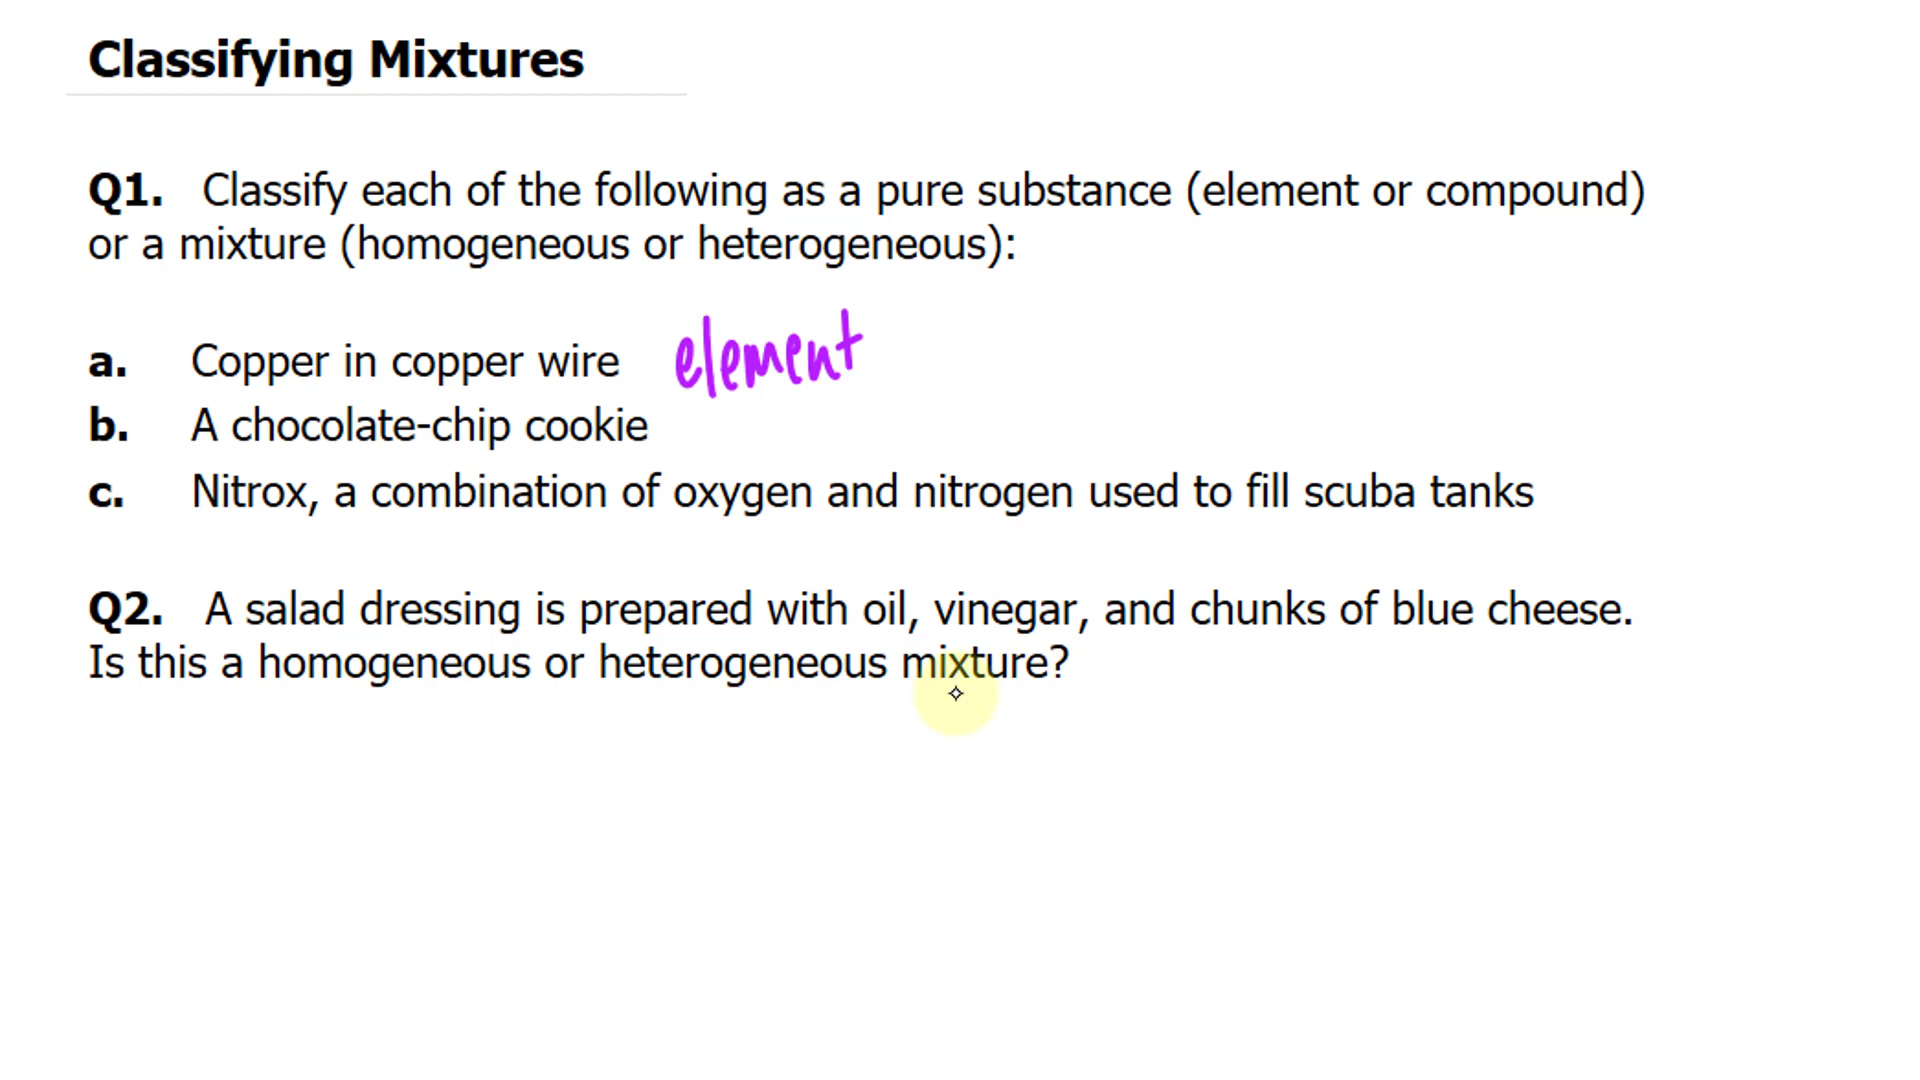 Classifying Mixtures
Q1. Classify each of the following as a pure substance (element or compound)
or a mixture (homogeneous or heterogeneous):
a. Copper in copper wire element
b. A chocolate-chip cookie
c. Nitrox, a combination of oxygen and nitrogen used to fill scuba tanks
Q2. A salad dressing is prepared with oil, vinegar, and chunks of blue cheese.
Is this a homogeneous or heterogeneous mixture?